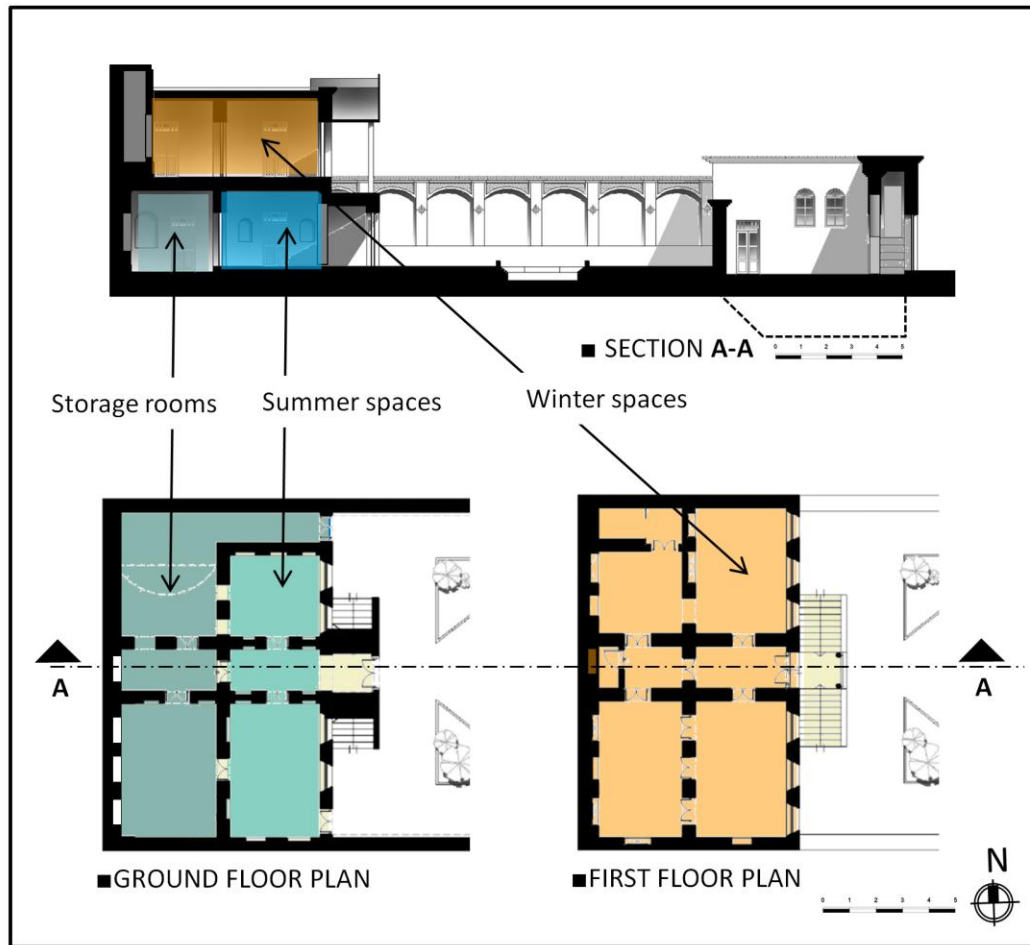 ■ SECTION A-A
0 1 2 3 4 5
Storage rooms
Summer spaces
Winter spaces
A
A
■GROUND FLOOR PLAN
■FIRST FLOOR PLAN
N
0 1 2 3 4 5